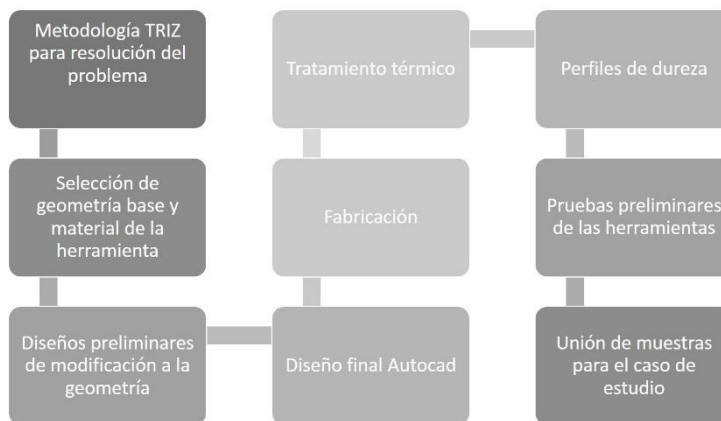 Metodología TRIZ
para resolución del
problema
Selección de
geometría base y
material de la
herramienta
Diseños preliminares
de modificación a la
geometría
Diseño final Autocad
Fabricación
Tratamiento térmico
Perfiles de dureza
Pruebas preliminares
de las herramientas
Unión de muestras
para el caso de
estudio